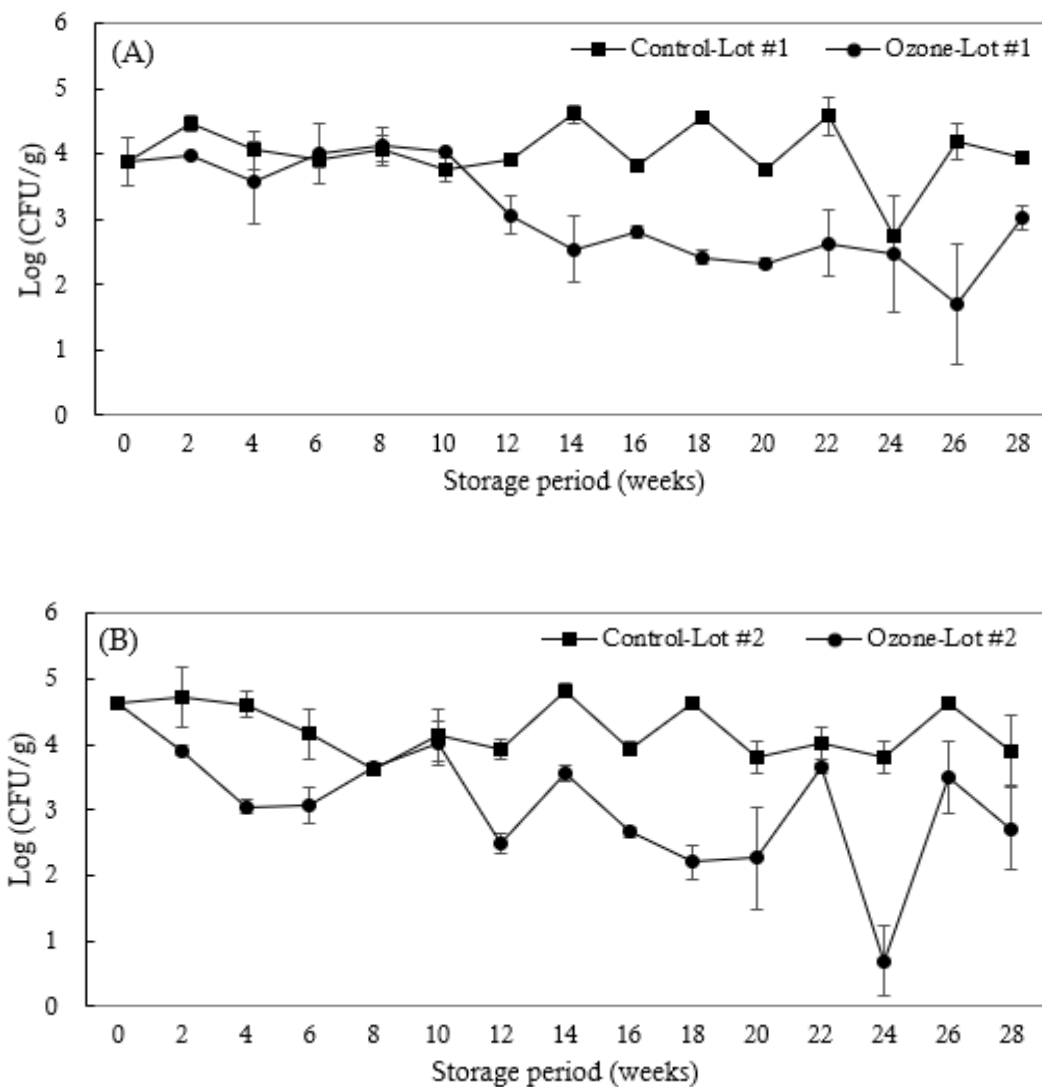 (A)
Control-Lot #1 Ozone-Lot #1
Log (CFU/g)
6
5
4
3
2
1
0
0 2 4 6 8 10 12 14 16 18 20 22 24 26 28
Storage period (weeks)
(B)
Control-Lot #2 Ozone-Lot #2
Log (CFU/g)
6
5
4
3
2
1
0
0 2 4 6 8 10 12 14 16 18 20 22 24 26 28
Storage period (weeks)